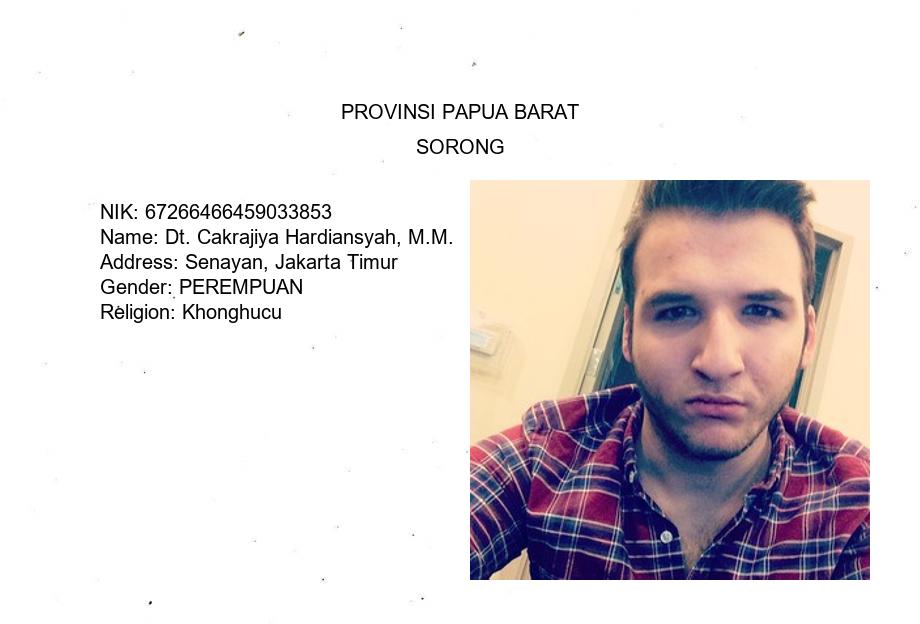 PROVINSI PAPUA BARAT
SORONG
NIK: 67266466459033853
Name: Dt. Cakrajiya Hardiansyah, M.M.
Address: Senayan, Jakarta Timur
Gender: PEREMPUAN
Religion: Khonghucu